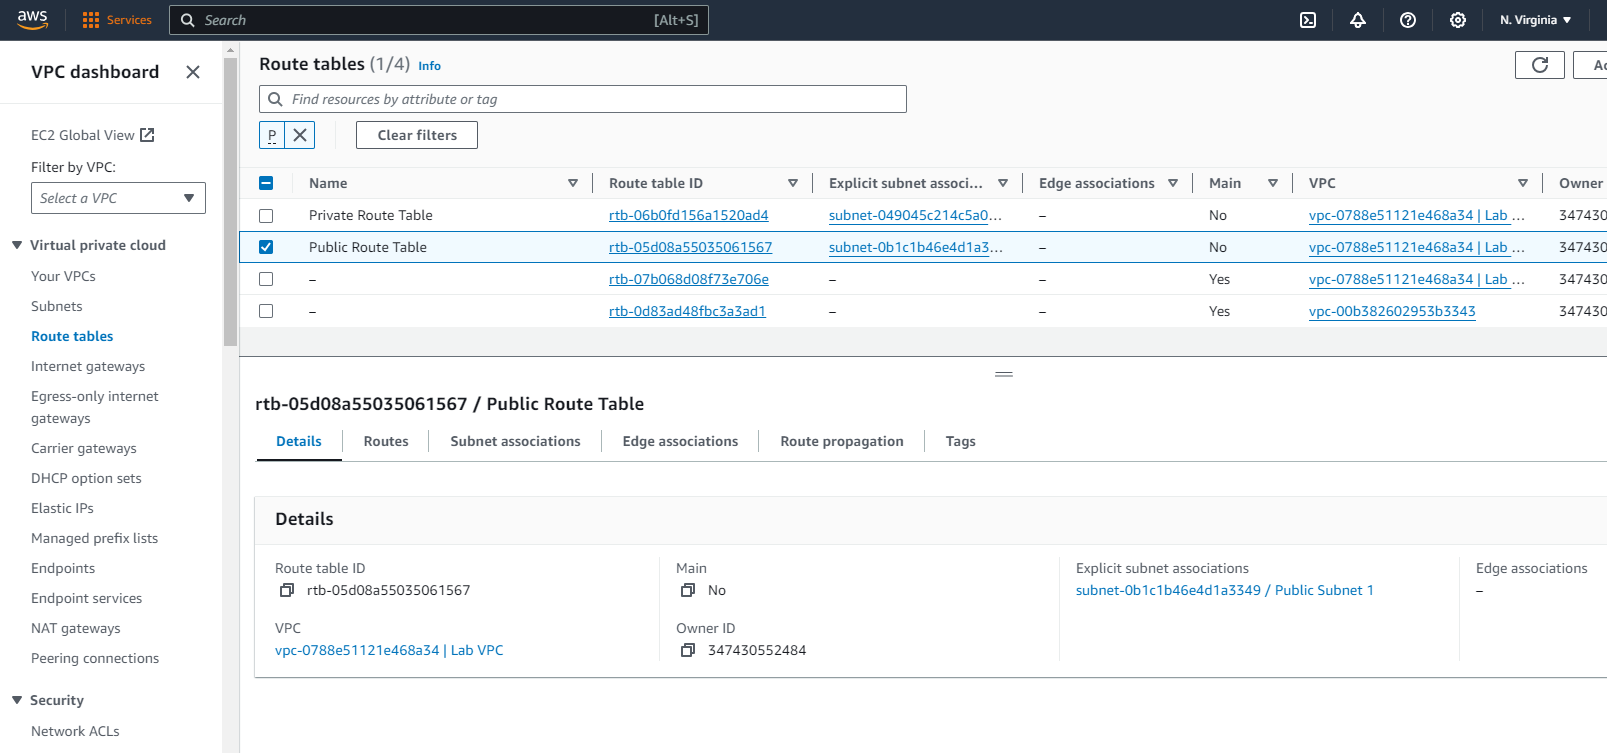 aws
Services
Search
[Alt+S]
N. Virginia
VPC dashboard
EC2 Global View
Filter by VPC:
Select a VPC
Virtual private cloud
Your VPCs
Subnets
Route tables
Internet gateways
Egress-only internet
gateways
Carrier gateways
DHCP option sets
Elastic IPs
Managed prefix lists
Endpoints
Endpoint services
NAT gateways
Peering connections
Security
Network ACLs
Route tables (1/4) Info
Ac
Find resources by attribute or tag
P
Clear filters
Name Route table ID Explicit subnet associ... Edge associations Main VPC Owner
Private Route Table rtb-06b0fd156a1520ad4 subnet-049045c214c5a0... – No vpc-0788e51121e468a34 | Lab ... 347430
Public Route Table rtb-05d08a55035061567 subnet-0b1c1b46e4d1a3... – No vpc-0788e51121e468a34 | Lab ... 347430
– rtb-07b068d08f73e706e – – Yes vpc-0788e51121e468a34 | Lab ... 347430
– rtb-0d83ad48fbc3a3ad1 – – Yes vpc-00b382602953b3343 347430
rtb-05d08a55035061567 / Public Route Table
Details Routes Subnet associations Edge associations Route propagation Tags
Details
Route table ID
rtb-05d08a55035061567
VPC
vpc-0788e51121e468a34 | Lab VPC
Main
No
Owner ID
347430552484
Explicit subnet associations
subnet-0b1c1b46e4d1a3349 / Public Subnet 1
Edge associations
–